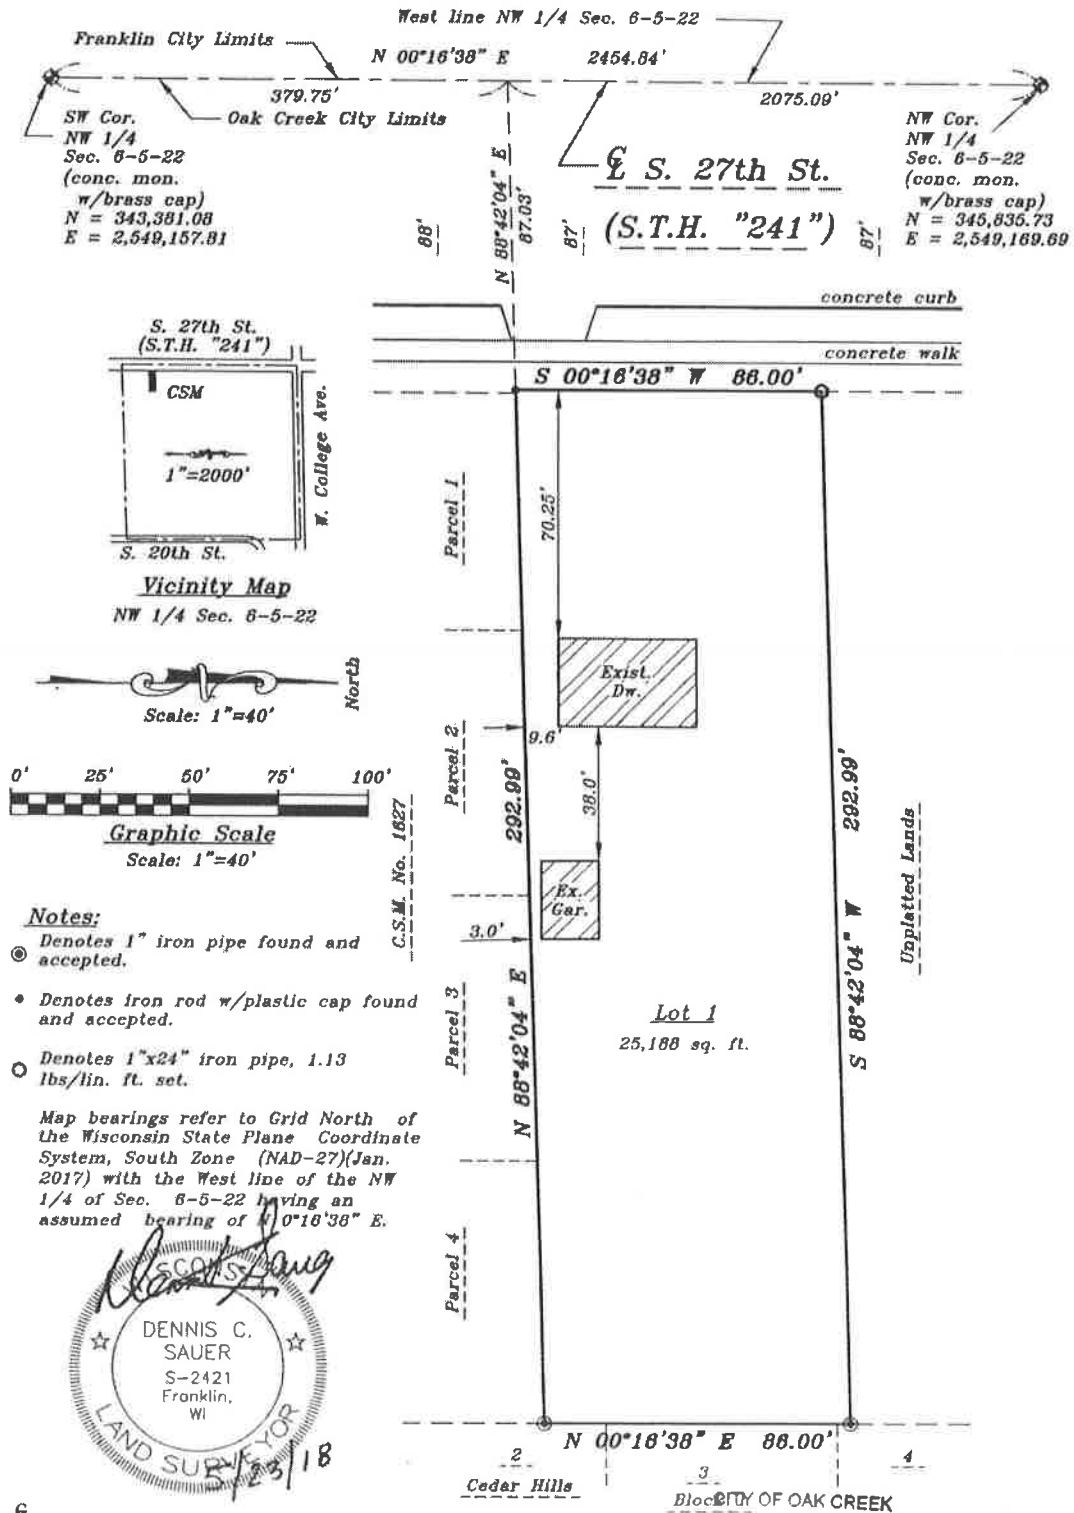 West line NW 1/4 Sec. 6-5-22
Franklin City Limits
N 00°16'38" E 2454.84'
379.75'
2075.09'
Oak Creek City Limits
SW Cor.
NW 1/4
Sec. 6-5-22
(conc. mon.
w/brass cap)
N = 343,381.08
E = 2,549,157.81
NW Cor.
NW 1/4
Sec. 6-5-22
(conc. mon.
w/brass cap)
N = 345,835.73
E = 2,549,169.69
℄ S. 27th St.
(S.T.H. "241")
88'
N 88°42'04" E
87.03'
87'
87'
concrete curb
concrete walk
S 00°16'38" W 86.00'
S. 27th St.
(S.T.H. "241")
CSM
1"=2000'
W. College Ave.
S. 20th St.
Vicinity Map
NW 1/4 Sec. 6-5-22
North
Scale: 1"=40'
0' 25' 50' 75' 100'
Graphic Scale
Scale: 1"=40'
C.S.M. No. 1627
Parcel 1
Parcel 2
Parcel 3
Parcel 4
70.25'
Exist.
Dw.
9.6'
38.0'
Ex.
Gar.
3.0'
N 88°42'04" E 292.99'
S 88°42'04" W 292.99'
Unplatted Lands
Lot 1
25,188 sq. ft.
Notes:
Denotes 1" iron pipe found and
accepted.
Denotes iron rod w/plastic cap found
and accepted.
Denotes 1"x24" iron pipe, 1.13
lbs/lin. ft. set.
Map bearings refer to Grid North of
the Wisconsin State Plane Coordinate
System, South Zone (NAD-27)(Jan.
2017) with the West line of the NW
1/4 of Sec. 6-5-22 having an
assumed bearing of N 0°16'38" E.
WISCONSIN
DENNIS C.
SAUER
S-2421
Franklin,
WI
LAND SURVEYOR
5/23/18
N 00°16'38" E 86.00'
2
3
4
Cedar Hills
Block
CITY OF OAK CREEK